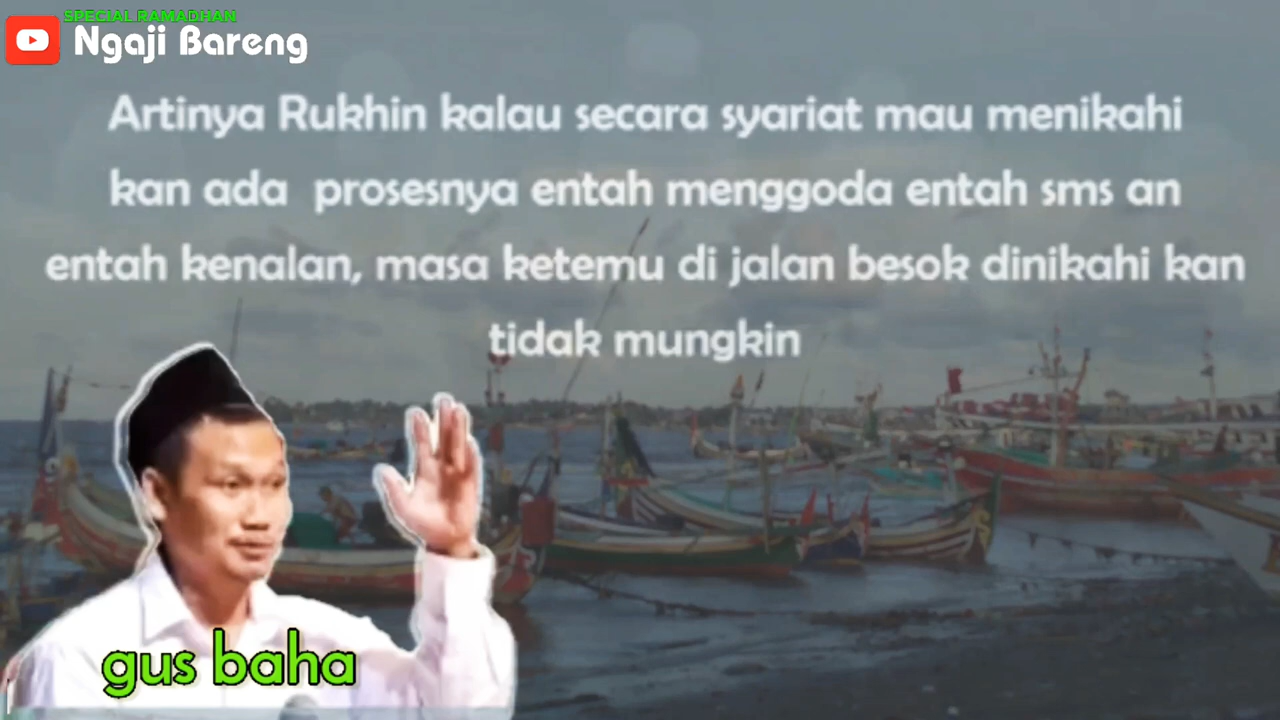 SPECIAL RAMADHAN
Ngaji Bareng
Artinya Rukhin kalau secara syariat mau menikahi
kan ada prosesnya entah menggoda entah sms an
entah kenalan, masa ketemu di jalan besok dinikahi kan
tidak mungkin
gus baha